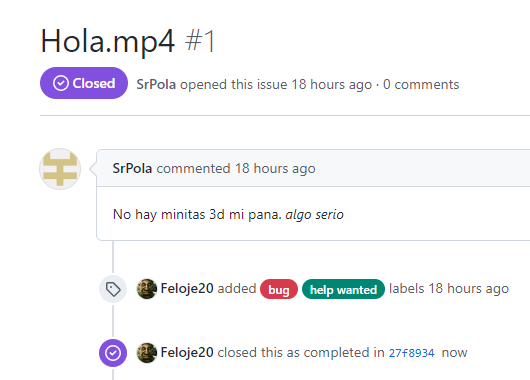 Hola.mp4 #1
Closed SrPola opened this issue 18 hours ago · 0 comments
SrPola commented 18 hours ago
No hay minitas 3d mi pana. algo serio
Feloje20 added bug help wanted labels 18 hours ago
Feloje20 closed this as completed in 27f8934 now